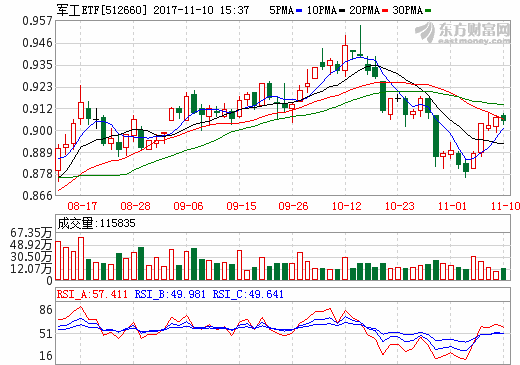 军工ETF[512660] 2017-11-10 15:37 5PMA 10PMA 20PMA 30PMA
东方财富网
eastmoney.com
0.957
0.946
0.935
0.923
0.912
0.900
0.889
0.878
0.866
08-17 08-28 09-06 09-15 09-26 10-12 10-23 11-01 11-10
成交量:115835
67.35万
48.92万
30.50万
12.07万
0
RSI_A:57.411 RSI_B:49.981 RSI_C:49.641
86
51
16